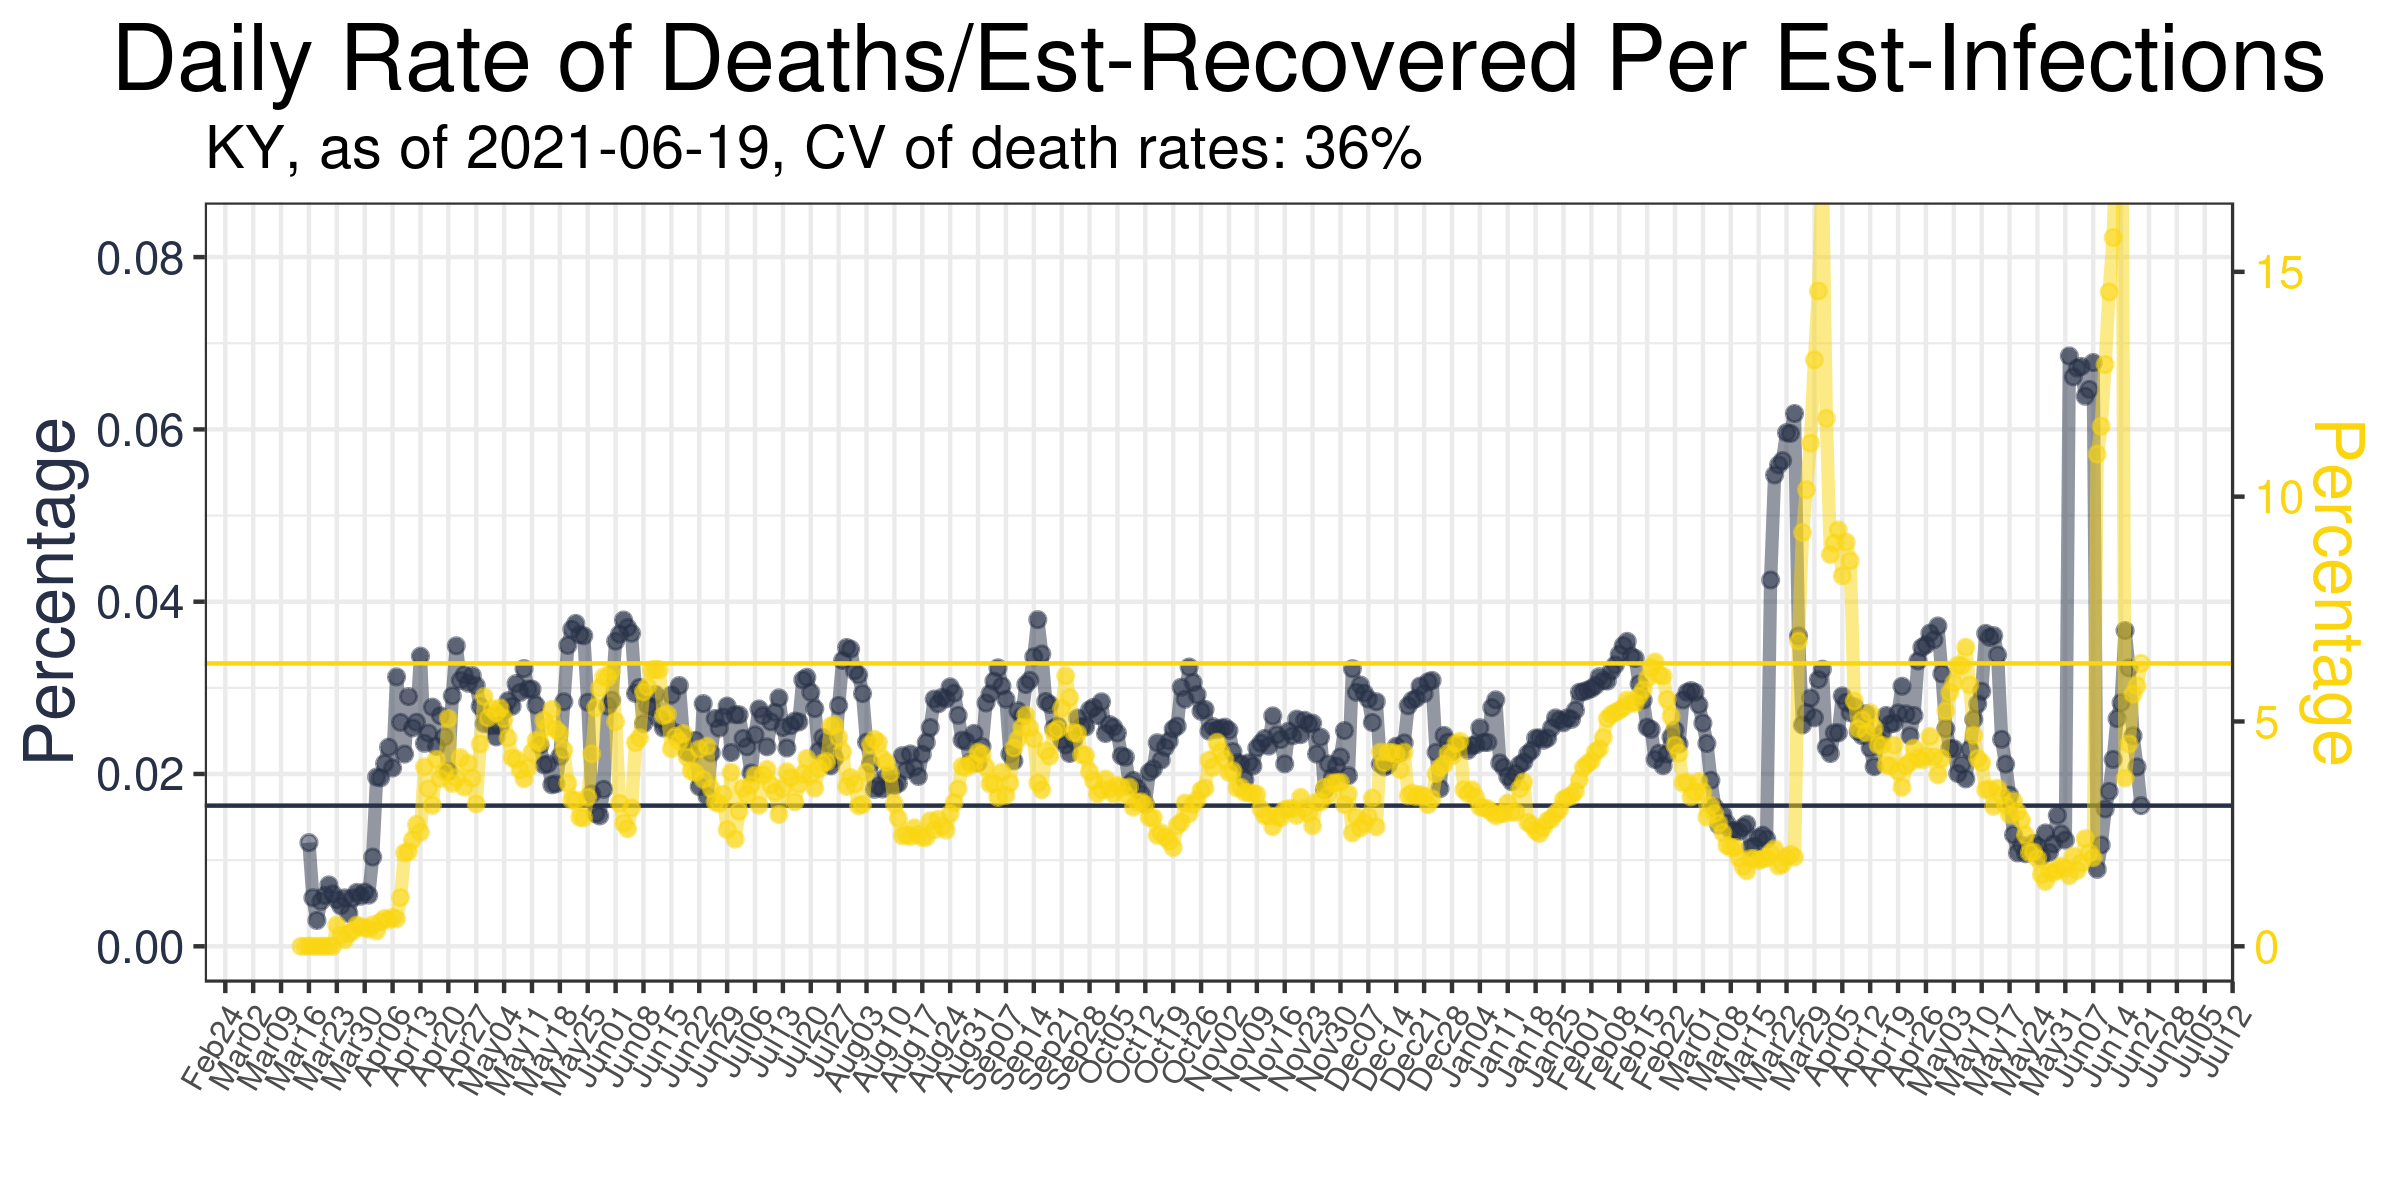 Daily Rate of Deaths/Est-Recovered Per Est-Infections
KY, as of 2021-06-19, CV of death rates: 36%
Percentage
0.08
0.06
0.04
0.02
0.00
15
10
5
0
Percentage
Feb24
Mar02
Mar09
Mar16
Mar23
Mar30
Apr06
Apr13
Apr20
Apr27
May04
May11
May18
May25
Jun01
Jun08
Jun15
Jun22
Jun29
Jul06
Jul13
Jul20
Jul27
Aug03
Aug10
Aug17
Aug24
Aug31
Sep07
Sep14
Sep21
Sep28
Oct05
Oct12
Oct19
Oct26
Nov02
Nov09
Nov16
Nov23
Nov30
Dec07
Dec14
Dec21
Dec28
Jan04
Jan11
Jan18
Jan25
Feb01
Feb08
Feb15
Feb22
Mar01
Mar08
Mar15
Mar22
Mar29
Apr05
Apr12
Apr19
Apr26
May03
May10
May17
May24
May31
Jun07
Jun14
Jun21
Jun28
Jul05
Jul12